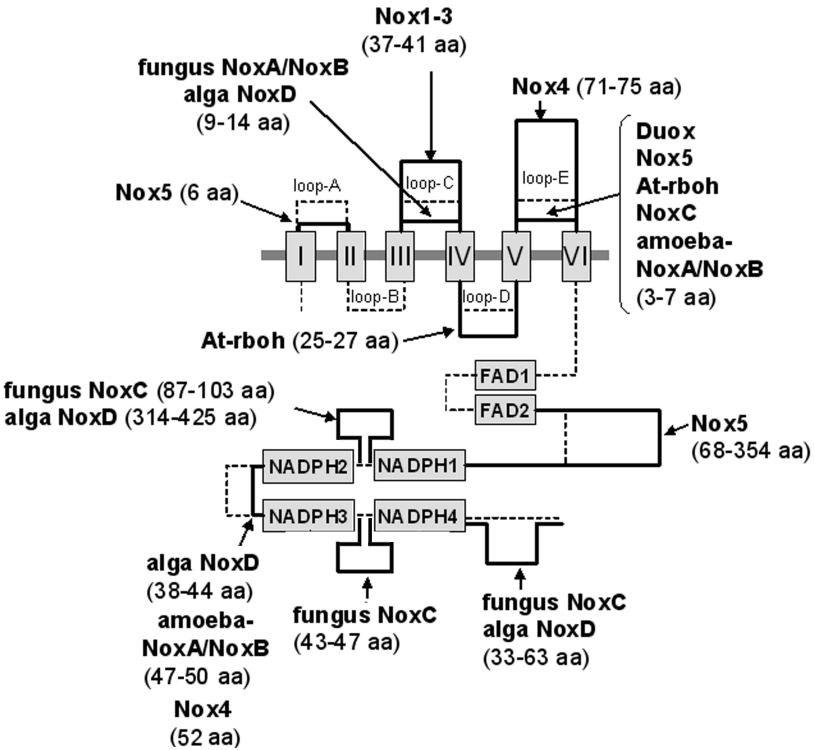 Nox1-3
(37-41 aa)
fungus NoxA/NoxB
alga NoxD
(9-14 aa)
Nox4 (71-75 aa)
Duox
Nox5
At-rboh
NoxC
amoeba-
NoxA/NoxB
(3-7 aa)
Nox5 (6 aa)
loop-A
loop-C
loop-E
I
II
III
IV
V
VI
loop-B
loop-D
At-rboh (25-27 aa)
FAD1
FAD2
fungus NoxC (87-103 aa)
alga NoxD (314-425 aa)
Nox5
(68-354 aa)
NADPH2
NADPH1
NADPH3
NADPH4
alga NoxD
(38-44 aa)
amoeba-
NoxA/NoxB
(47-50 aa)
Nox4
(52 aa)
fungus NoxC
(43-47 aa)
fungus NoxC
alga NoxD
(33-63 aa)